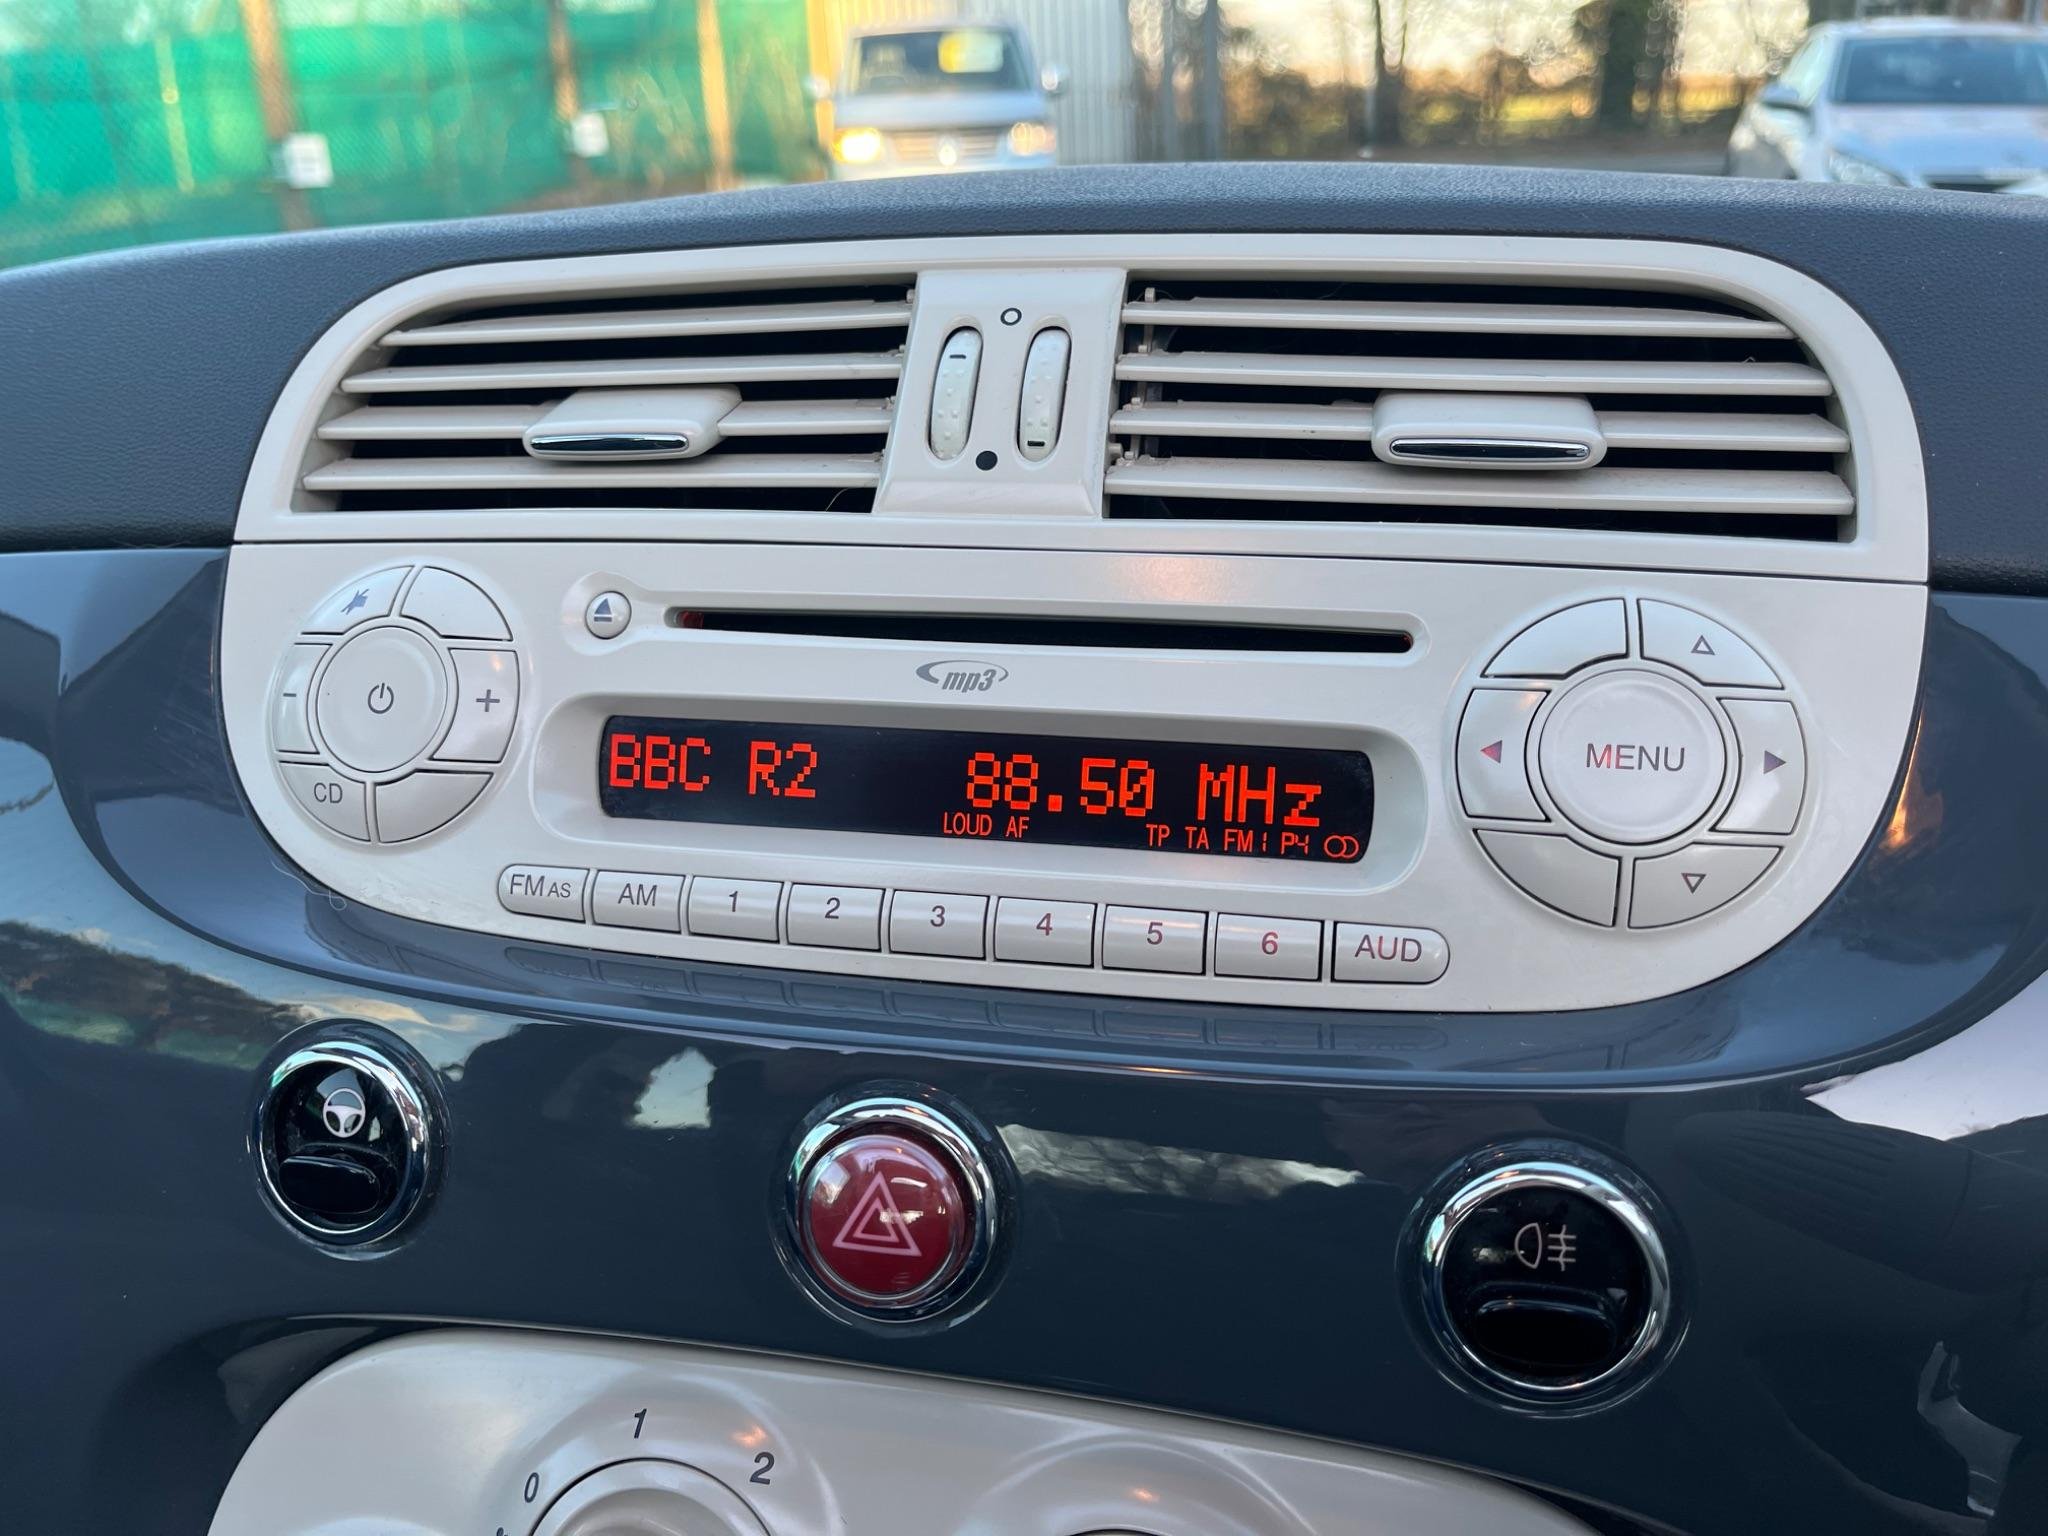 mp3
BBC R2 88.50 MHz
LOUD AF TP TA FM1 P4
CD
MENU
FM AS AM 1 2 3 4 5 6 AUD
0 1 2